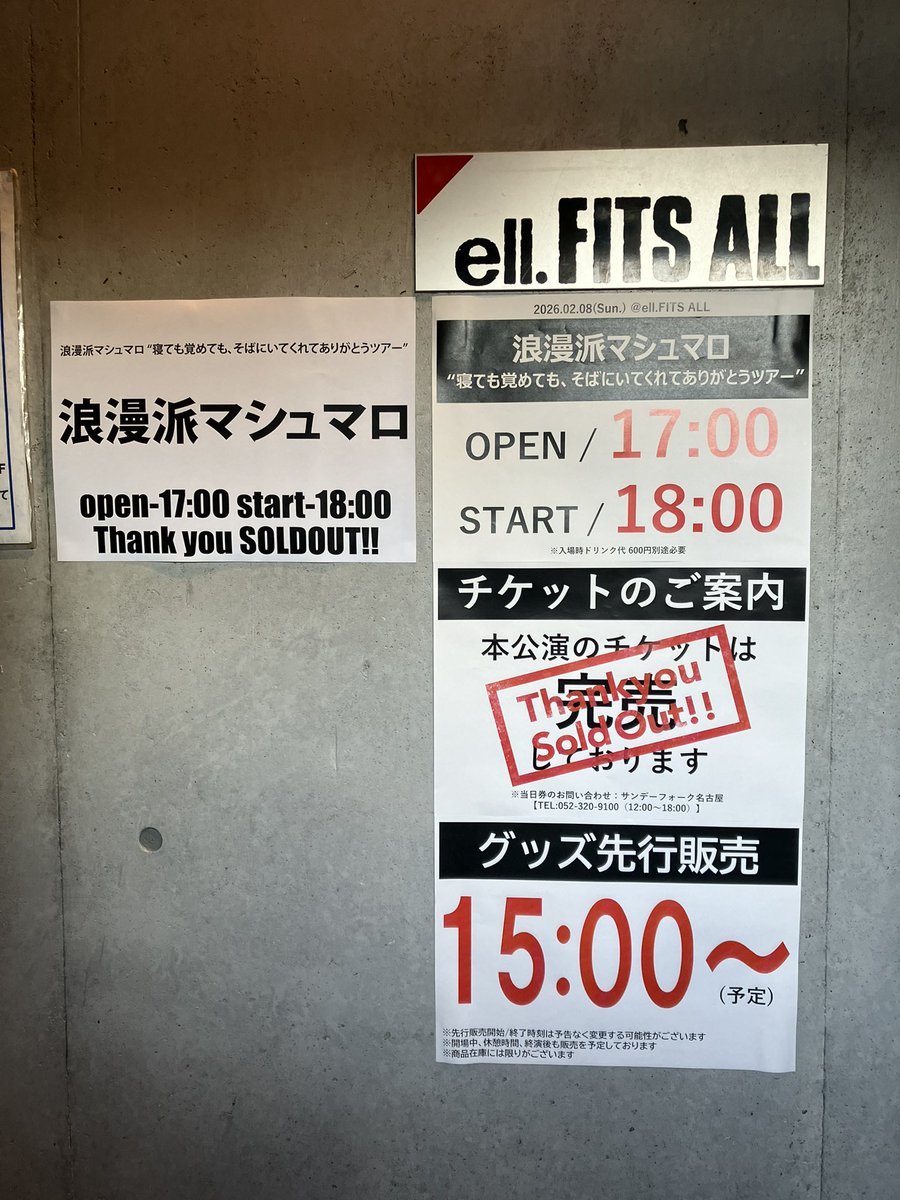 ell.FITS ALL
浪漫派マシュマロ “寝ても覚めても、そばにいてくれてありがとうツアー”
浪漫派マシュマロ
open-17:00 start-18:00
Thank you SOLDOUT!!
2026.02.08(Sun.) @ell.FITS ALL
浪漫派マシュマロ
“寝ても覚めても、そばにいてくれてありがとうツアー”
OPEN / 17:00
START / 18:00
※入場時ドリンク代 600円別途必要
チケットのご案内
本公演のチケットは
完売
しております
Thankyou
Sold Out!!
※当日券のお問い合わせ：サンデーフォーク名古屋
【TEL:052-320-9100（12:00〜18:00）】
グッズ先行販売
15:00〜
(予定)
※先行販売開始/終了時刻は予告なく変更する可能性がございます
※開場中、休憩時間、終演後も販売を予定しております
※商品在庫には限りがございます
F
て